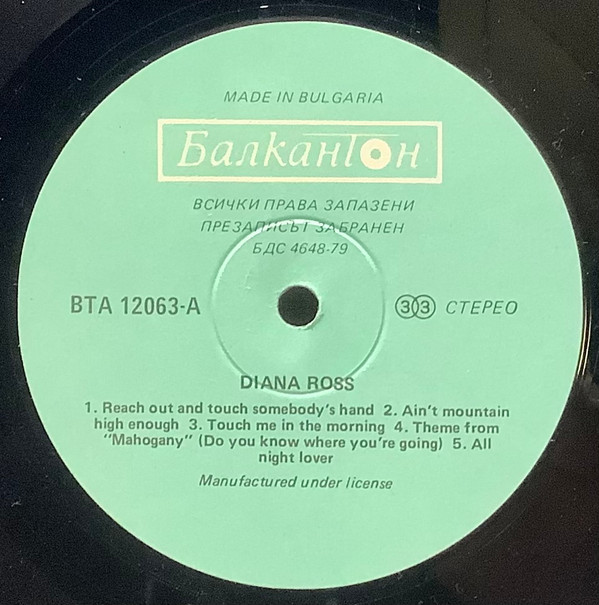 MADE IN BULGARIA
Балкантон
ВСИЧКИ ПРАВА ЗАПАЗЕНИ
ПРЕЗАПИСЪТ ЗАБРАНЕН
БДС 4648-79
ВТА 12063-А
33 СТЕРЕО
DIANA ROSS
1. Reach out and touch somebody's hand 2. Ain't mountain
high enough 3. Touch me in the morning 4. Theme from
"Mahogany" (Do you know where you're going) 5. All
night lover
Manufactured under license